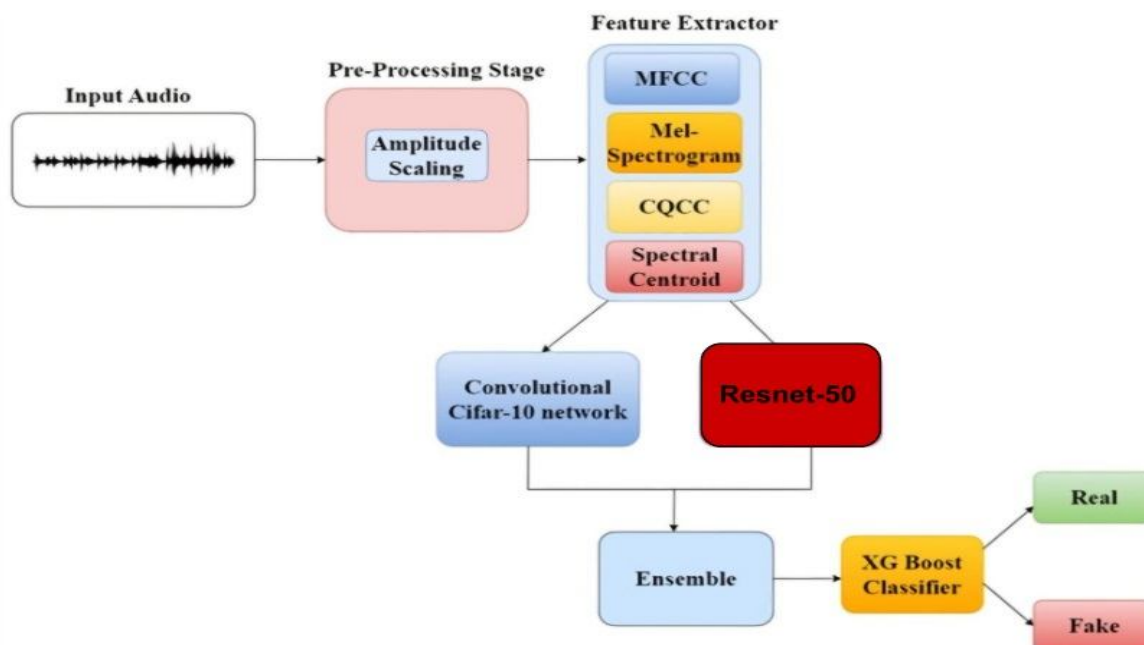 Feature Extractor
Pre-Processing Stage
Input Audio
Amplitude
Scaling
MFCC
Mel-
Spectrogram
CQCC
Spectral
Centroid
Convolutional
Cifar-10 network
Resnet-50
Ensemble
XG Boost
Classifier
Real
Fake